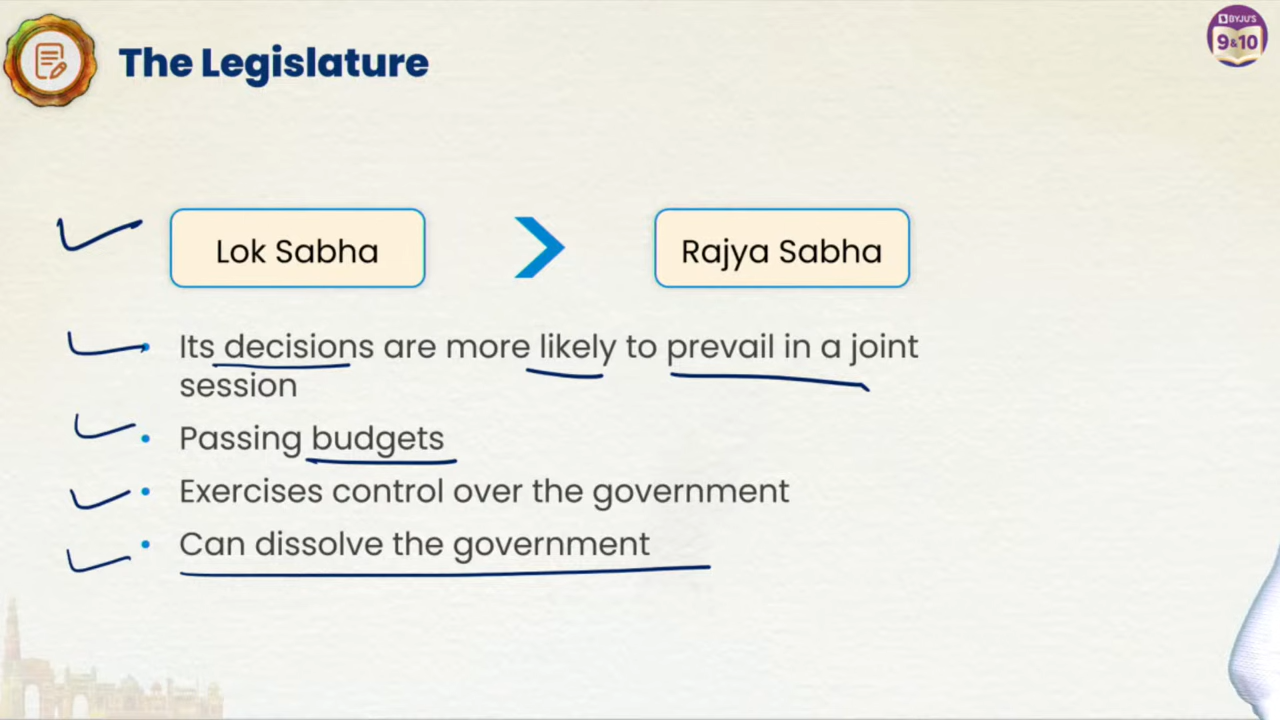 The Legislature
BYJU'S
9&10
Lok Sabha > Rajya Sabha
• Its decisions are more likely to prevail in a joint
session
• Passing budgets
• Exercises control over the government
• Can dissolve the government